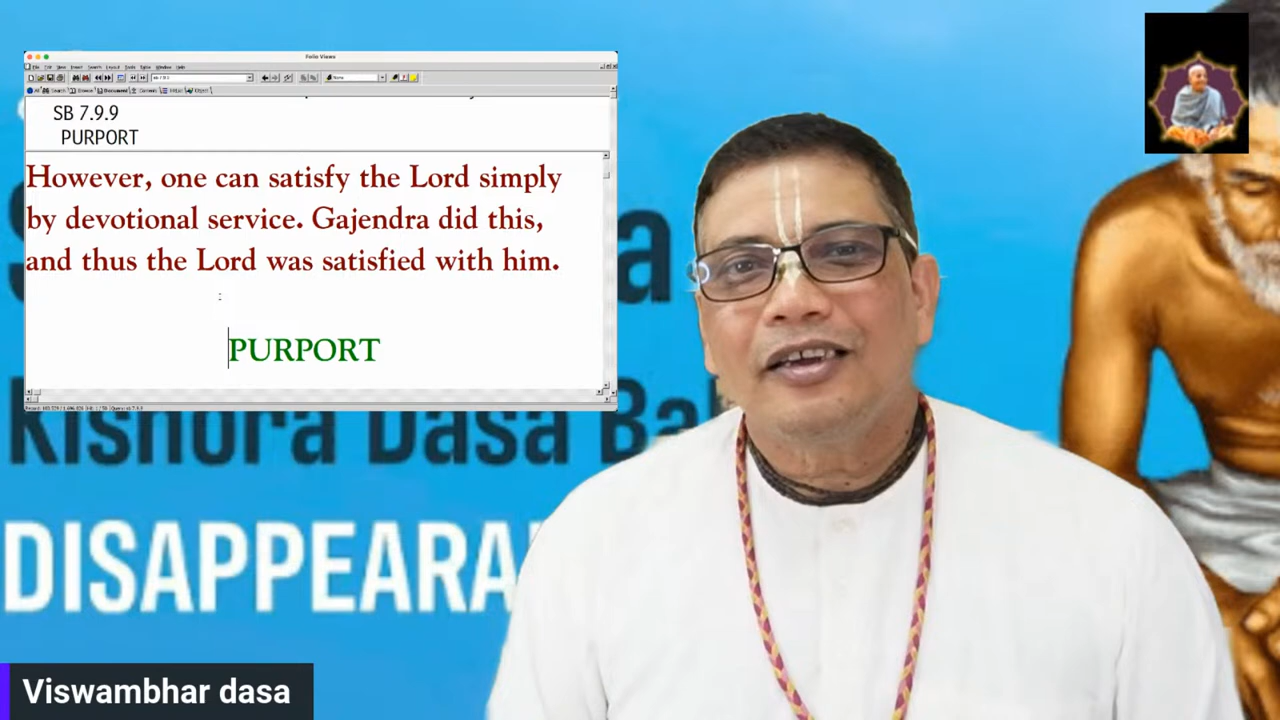 Folio Views
SB 7.9.9
PURPORT
However, one can satisfy the Lord simply
by devotional service. Gajendra did this,
and thus the Lord was satisfied with him.
PURPORT
Kishora Dasa Ba
DISAPPEARA
Viswambhar dasa